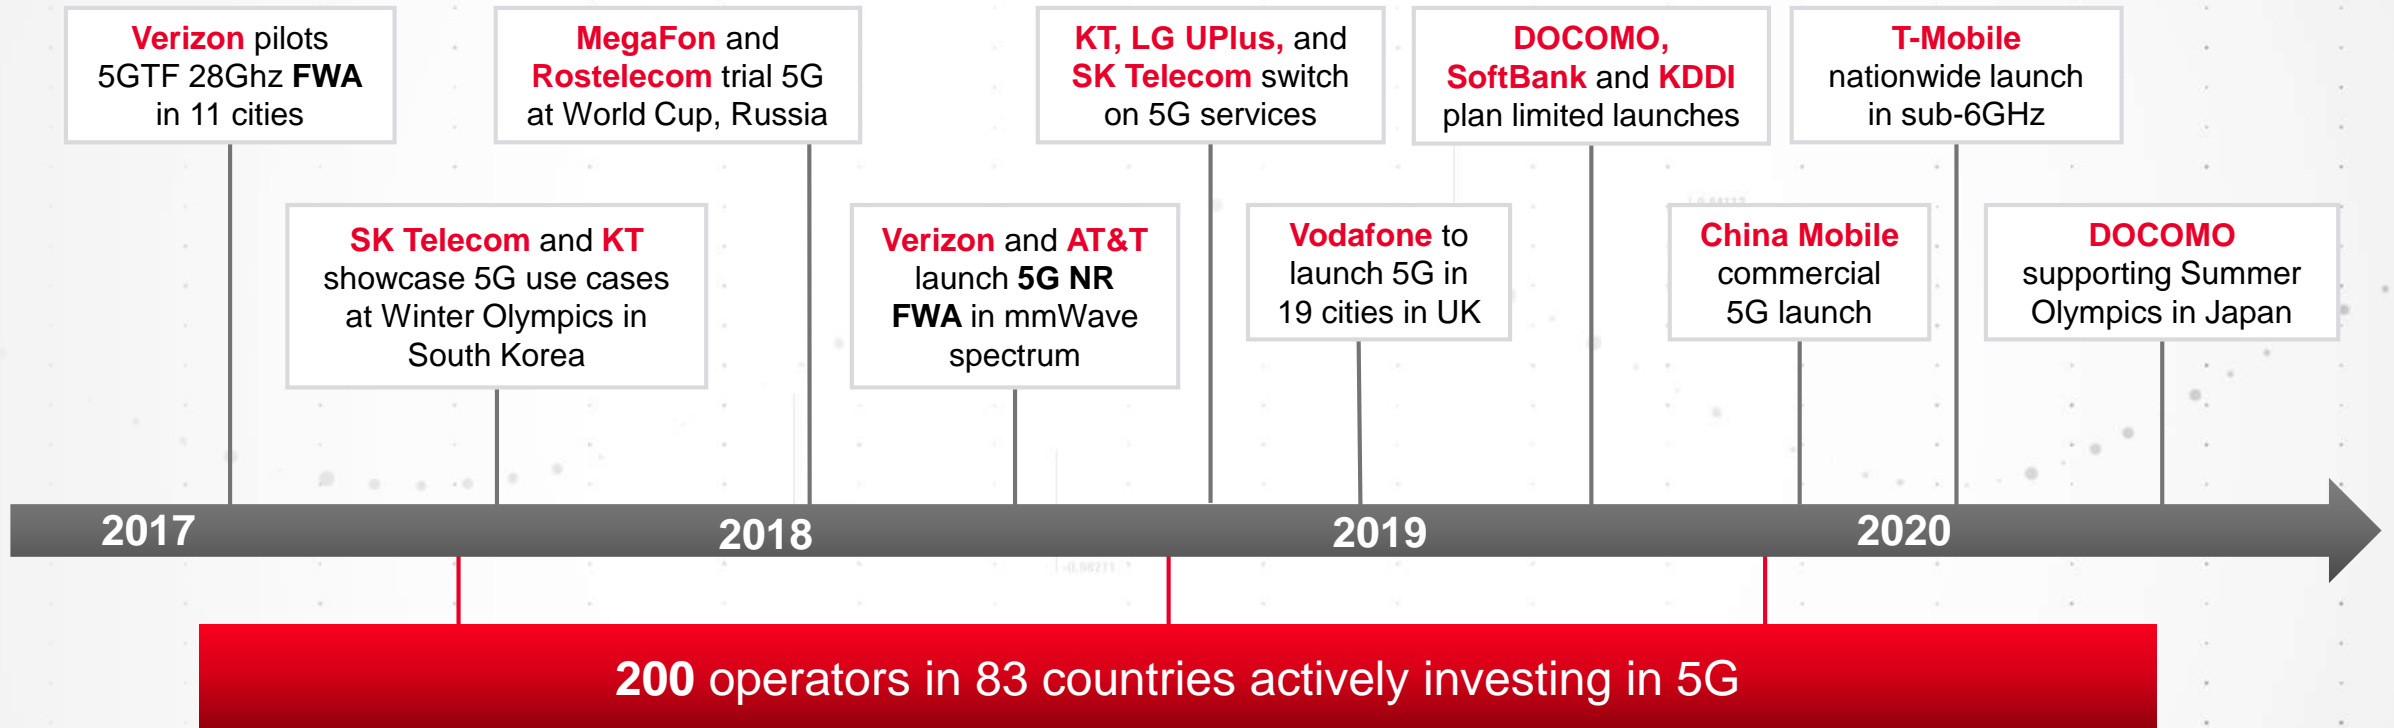 Verizon pilots
5GTF 28Ghz FWA
in 11 cities
MegaFon and
Rostelecom trial 5G
at World Cup, Russia
KT, LG UPlus, and
SK Telecom switch
on 5G services
DOCOMO,
SoftBank and KDDI
plan limited launches
T-Mobile
nationwide launch
in sub-6GHz
SK Telecom and KT
showcase 5G use cases
at Winter Olympics in
South Korea
Verizon and AT&T
launch 5G NR
FWA in mmWave
spectrum
Vodafone to
launch 5G in
19 cities in UK
China Mobile
commercial
5G launch
DOCOMO
supporting Summer
Olympics in Japan
2017
2018
2019
2020
200 operators in 83 countries actively investing in 5G